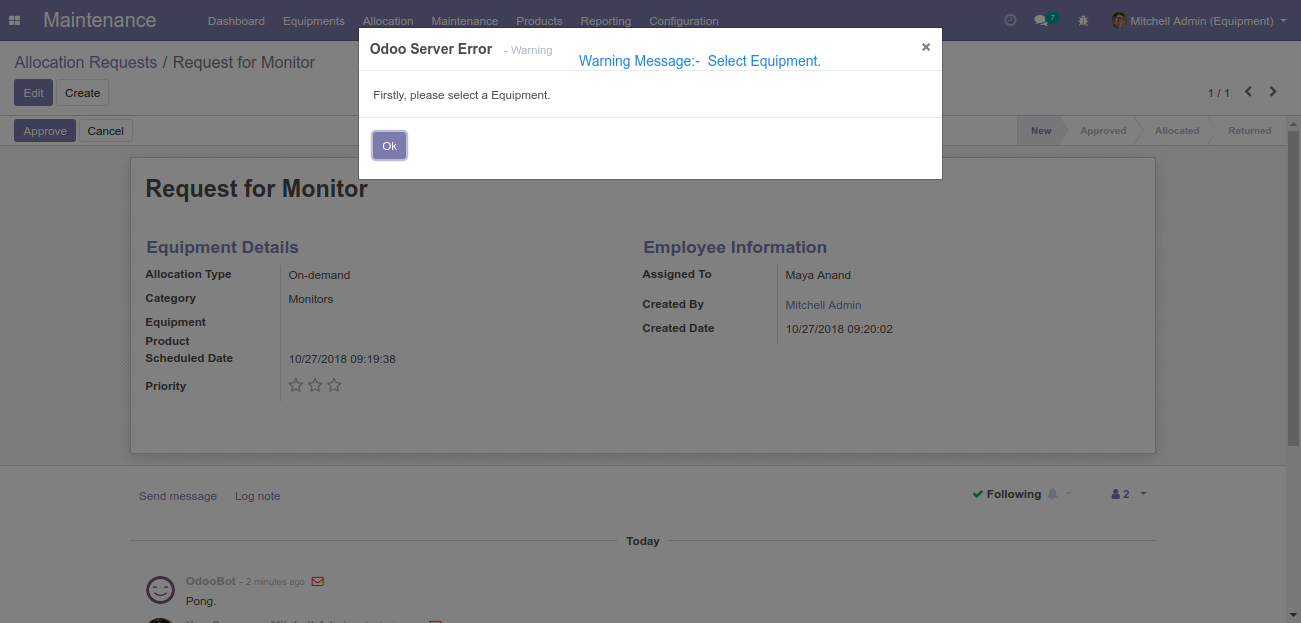 Maintenance Dashboard Equipments Allocation Maintenance Products Reporting Configuration 7 Mitchell Admin (Equipment)
Odoo Server Error - Warning ×
Warning Message:- Select Equipment.
Firstly, please select a Equipment.
Ok
Allocation Requests / Request for Monitor
Edit Create 1 / 1
Approve Cancel New Approved Allocated Returned
Request for Monitor
Equipment Details
Allocation Type On-demand
Category Monitors
Equipment
Product
Scheduled Date 10/27/2018 09:19:38
Priority
Employee Information
Assigned To Maya Anand
Created By Mitchell Admin
Created Date 10/27/2018 09:20:02
Send message Log note Following 2
Today
OdooBot - 2 minutes ago
Pong.